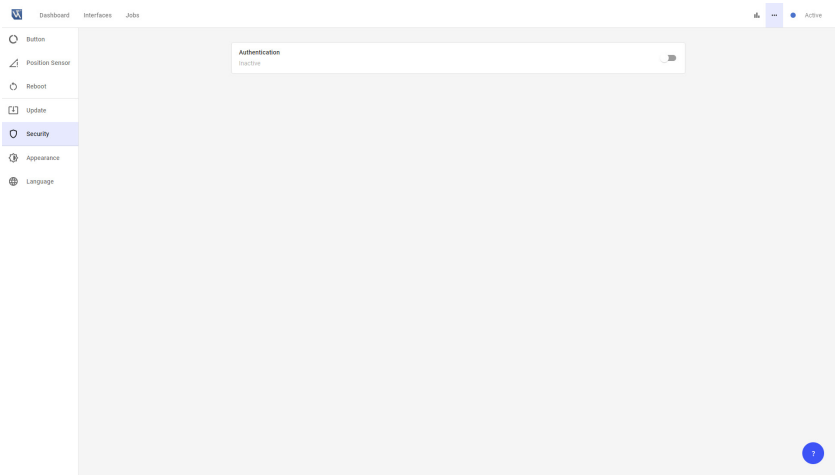 Dashboard
Interfaces
Jobs
Active
Button
Position Sensor
Reboot
Update
Security
Appearance
Language
Authentication
Inactive
?